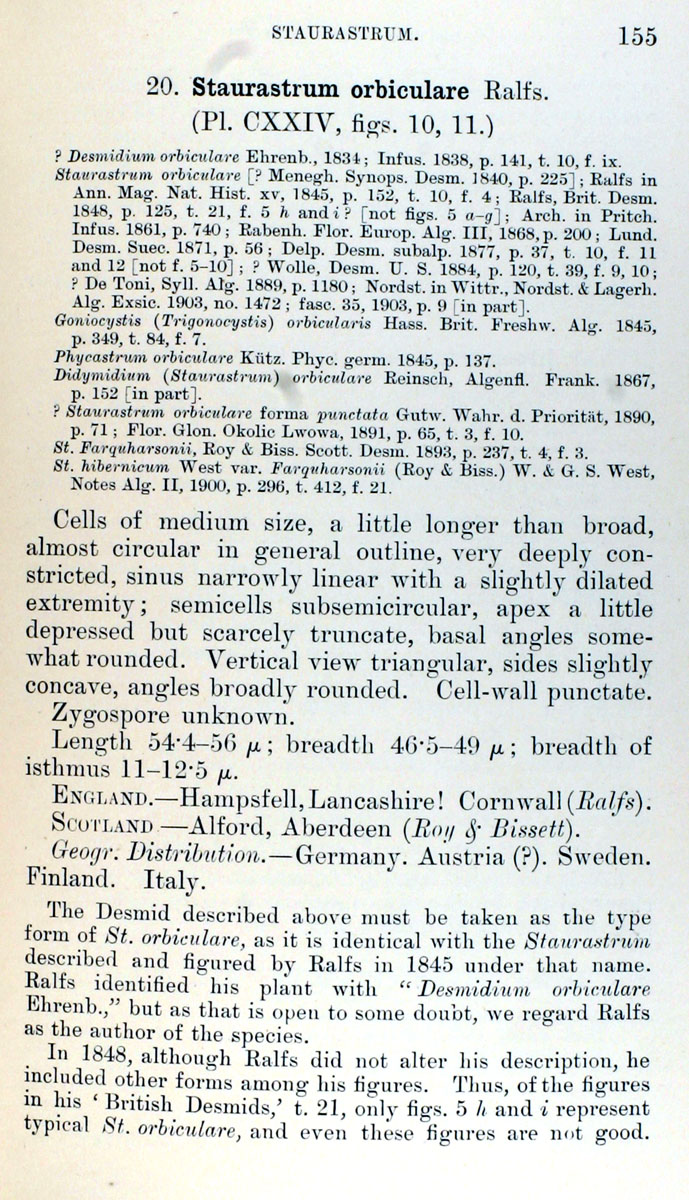 STAURASTRUM. 155
20. Staurastrum orbiculare Ralfs.
(Pl. CXXIV, figs. 10, 11.)
? Desmidium orbiculare Ehrenb., 1834; Infus. 1838, p. 141, t. 10, f. ix.
Staurastrum orbiculare [? Menegh. Synops. Desm. 1840, p. 225]; Ralfs in
Ann. Mag. Nat. Hist. xv, 1845, p. 152, t. 10, f. 4; Ralfs, Brit. Desm.
1848, p. 125, t. 21, f. 5 h and i ? [not figs. 5 a–g]; Arch. in Pritch.
Infus. 1861, p. 740; Rabenh. Flor. Europ. Alg. III, 1868, p. 200; Lund.
Desm. Suec. 1871, p. 56; Delp. Desm. subalp. 1877, p. 37, t. 10, f. 11
and 12 [not f. 5–10]; ? Wolle, Desm. U. S. 1884, p. 120, t. 39, f. 9, 10;
? De Toni, Syll. Alg. 1889, p. 1180; Nordst. in Wittr., Nordst. & Lagerh.
Alg. Exsic. 1903, no. 1472; fasc. 35, 1903, p. 9 [in part].
Goniocystis (Trigonocystis) orbicularis Hass. Brit. Freshw. Alg. 1845,
p. 349, t. 84, f. 7.
Phycastrum orbiculare Kütz. Phyc. germ. 1845, p. 137.
Didymidium (Staurastrum) orbiculare Reinsch, Algenfl. Frank. 1867,
p. 152 [in part].
? Staurastrum orbiculare forma punctata Gutw. Wahr. d. Priorität, 1890,
p. 71; Flor. Glon. Okolic Lwowa, 1891, p. 65, t. 3, f. 10.
St. Farquharsonii, Roy & Biss. Scott. Desm. 1893, p. 237, t. 4, f. 3.
St. hibernicum West var. Farquharsonii (Roy & Biss.) W. & G. S. West,
Notes Alg. II, 1900, p. 296, t. 412, f. 21.
Cells of medium size, a little longer than broad,
almost circular in general outline, very deeply con-
stricted, sinus narrowly linear with a slightly dilated
extremity; semicells subsemicircular, apex a little
depressed but scarcely truncate, basal angles some-
what rounded. Vertical view triangular, sides slightly
concave, angles broadly rounded. Cell-wall punctate.
Zygospore unknown.
Length 54·4–56 μ; breadth 46·5–49 μ; breadth of
isthmus 11–12·5 μ.
ENGLAND.—Hampsfell, Lancashire! Cornwall (Ralfs).
SCOTLAND —Alford, Aberdeen (Roy & Bissett).
Geogr. Distribution.—Germany. Austria (?). Sweden.
Finland. Italy.
The Desmid described above must be taken as the type
form of St. orbiculare, as it is identical with the Staurastrum
described and figured by Ralfs in 1845 under that name.
Ralfs identified his plant with “Desmidium orbiculare
Ehrenb.,” but as that is open to some doubt, we regard Ralfs
as the author of the species.
In 1848, although Ralfs did not alter his description, he
included other forms among his figures. Thus, of the figures
in his ‘British Desmids,’ t. 21, only figs. 5 h and i represent
typical St. orbiculare, and even these figures are not good.